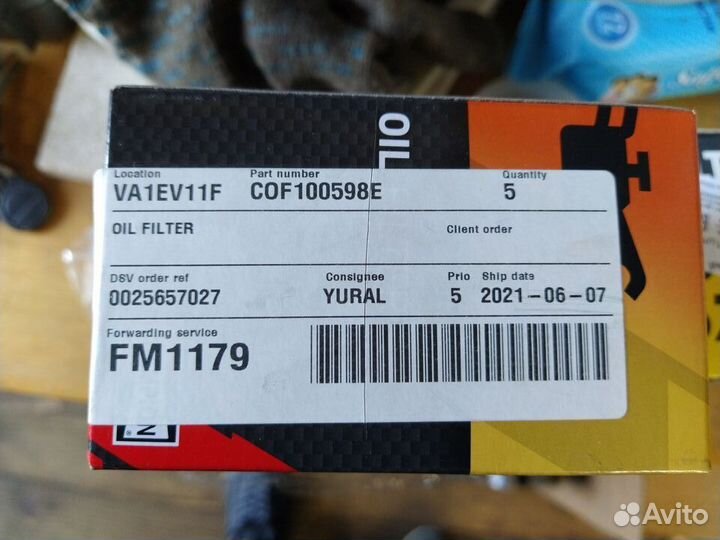 OIL
Location Part number Quantity
VA1EV11F COF100598E 5
OIL FILTER Client order
DSV order ref Consignee Prio Ship date
0025657027 YURAL 5 2021-06-07
Forwarding service
FM1179
Avito